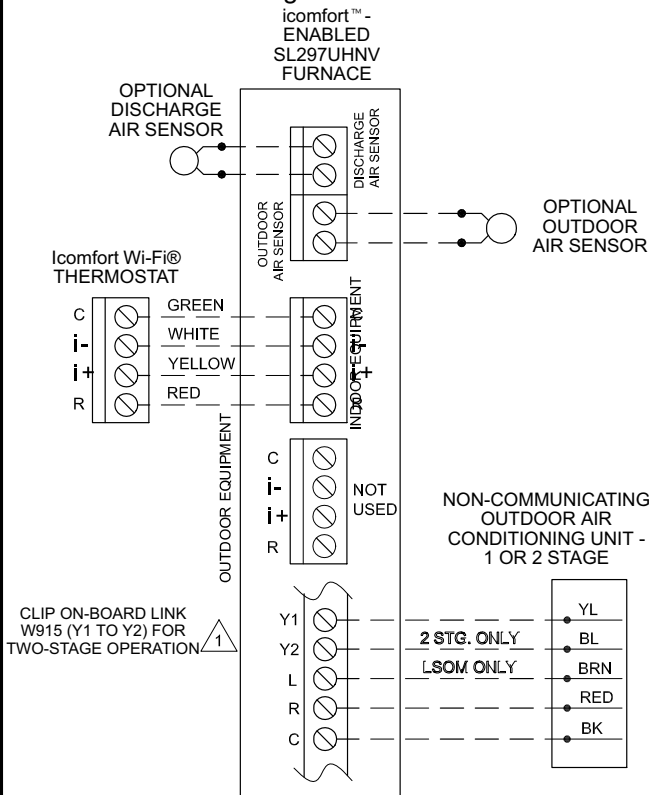 icomfort™-
ENABLED
SL297UHNV
FURNACE
OPTIONAL
DISCHARGE
AIR SENSOR
DISCHARGE
AIR SENSOR
OUTDOOR
AIR SENSOR
OPTIONAL
OUTDOOR
AIR SENSOR
Icomfort Wi-Fi®
THERMOSTAT
C
i-
i+
R
GREEN
WHITE
YELLOW
RED
INDOOR EQUIPMENT
C
i-
i+
R
OUTDOOR EQUIPMENT
C
i-
i+
R
NOT
USED
NON-COMMUNICATING
OUTDOOR AIR
CONDITIONING UNIT -
1 OR 2 STAGE
CLIP ON-BOARD LINK
W915 (Y1 TO Y2) FOR
TWO-STAGE OPERATION
1
Y1
Y2
L
R
C
2 STG. ONLY
LSOM ONLY
YL
BL
BRN
RED
BK